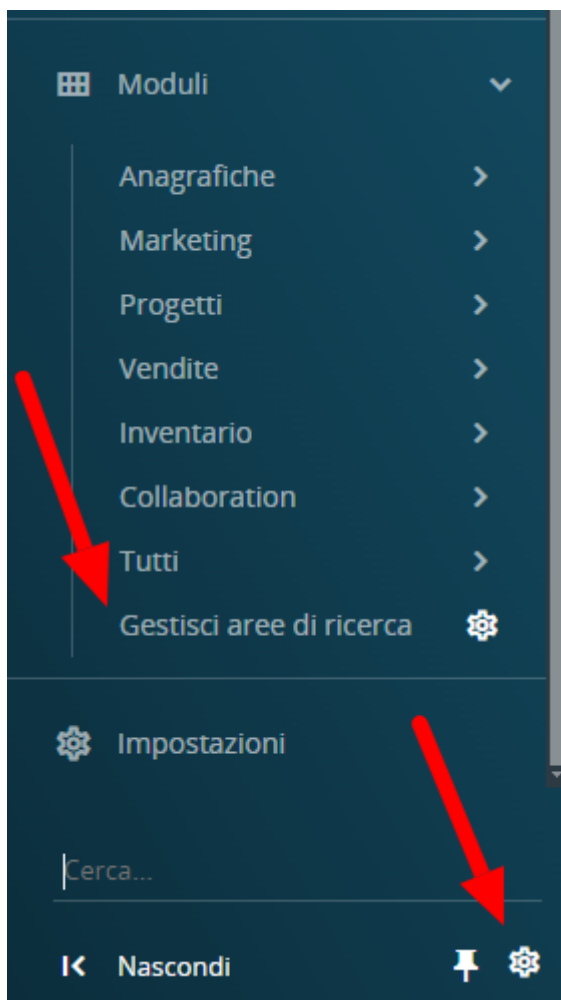 Moduli
Anagrafiche
Marketing
Progetti
Vendite
Inventario
Collaboration
Tutti
Gestisci aree di ricerca
Impostazioni
Cerca...
Nascondi